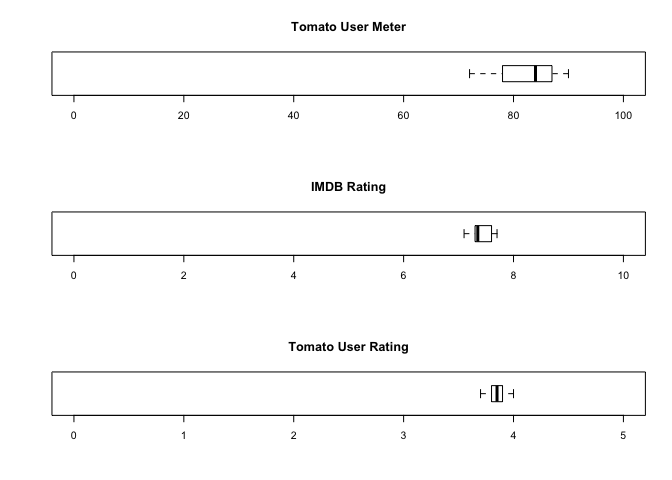 Tomato User Meter
0 20 40 60 80 100
IMDB Rating
0 2 4 6 8 10
Tomato User Rating
0 1 2 3 4 5